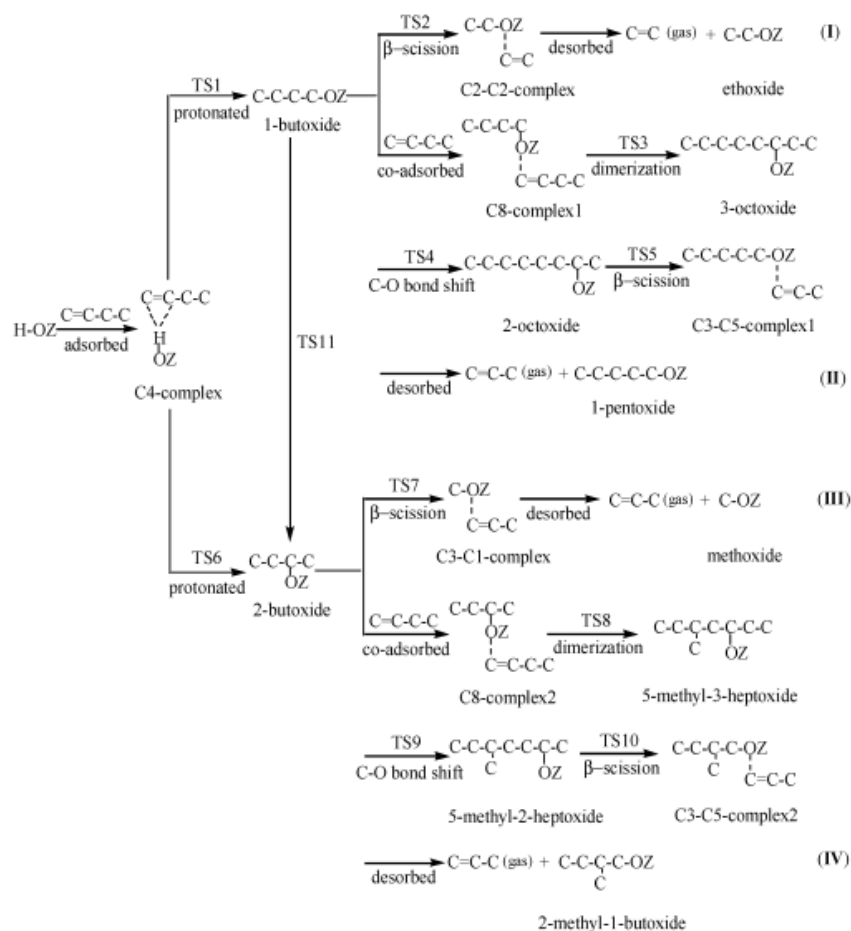 TS2
C-C-OZ
β−scission
C=C
desorbed
C=C (gas) + C-C-OZ
(I)
C2-C2-complex
ethoxide
TS1
protonated
C-C-C-C-OZ
1-butoxide
C=C-C-C
co-adsorbed
C-C-C-C
OZ
C=C-C-C
C8-complex1
TS3
dimerization
C-C-C-C-C-C-C-C
OZ
3-octoxide
TS4
C-O bond shift
C-C-C-C-C-C-C-C
OZ
2-octoxide
TS5
β−scission
C-C-C-C-C-OZ
C=C-C
C3-C5-complex1
H-OZ
C=C-C-C
adsorbed
C=C-C-C
H
OZ
C4-complex
TS11
desorbed
C=C-C (gas) + C-C-C-C-C-OZ
(II)
1-pentoxide
TS7
β−scission
C-OZ
C=C-C
C3-C1-complex
desorbed
C=C-C (gas) + C-OZ
(III)
methoxide
TS6
protonated
C-C-C-C
OZ
2-butoxide
C=C-C-C
co-adsorbed
C-C-C-C
OZ
C=C-C-C
C8-complex2
TS8
dimerization
C-C-C-C-C-C-C
C
OZ
5-methyl-3-heptoxide
TS9
C-O bond shift
C-C-C-C-C-C-C
C
OZ
5-methyl-2-heptoxide
TS10
β−scission
C-C-C-C-OZ
C
C=C-C
C3-C5-complex2
desorbed
C=C-C (gas) + C-C-C-C-OZ
C
(IV)
2-methyl-1-butoxide